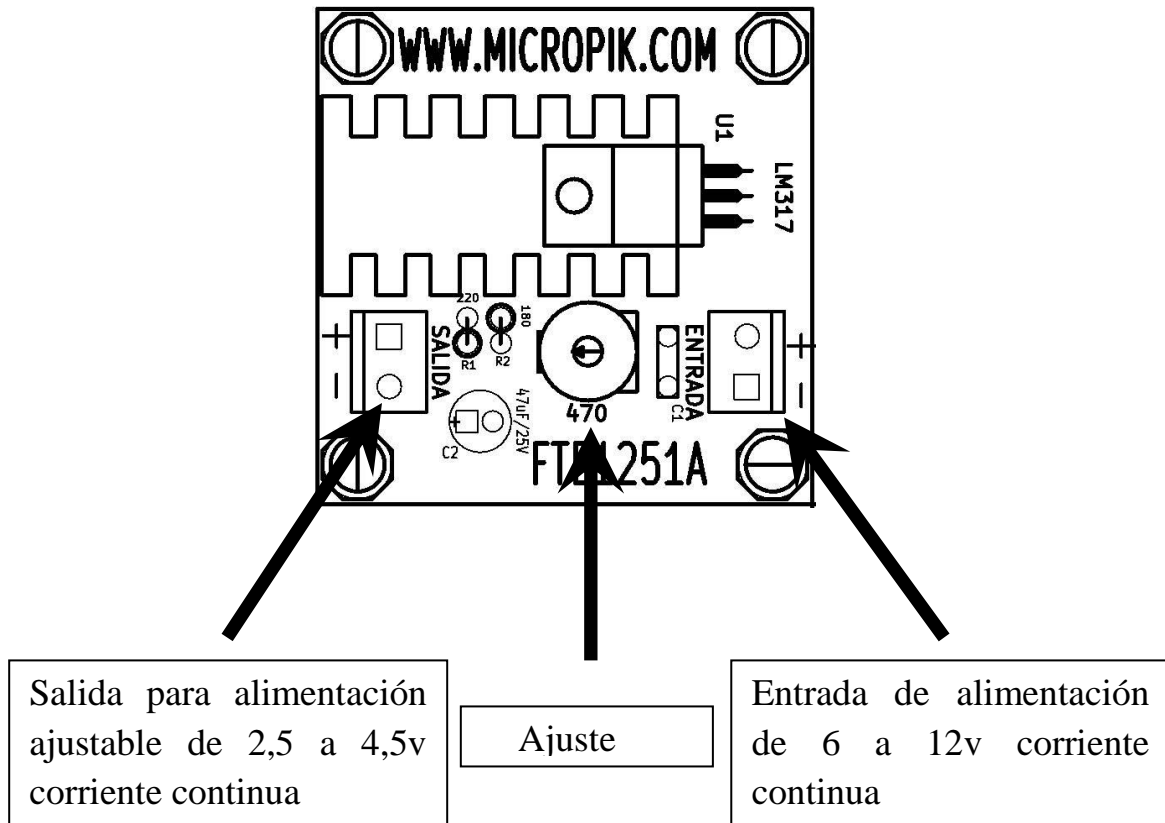 WWW.MICROPIK.COM
U1
LM317
220
180
R1
R2
+
-
SALIDA
470
47uF/25V
+
C2
C1
ENTRADA
+
-
Salida para alimentación
ajustable de 2,5 a 4,5v
corriente continua
Ajuste
Entrada de alimentación
de 6 a 12v corriente
continua